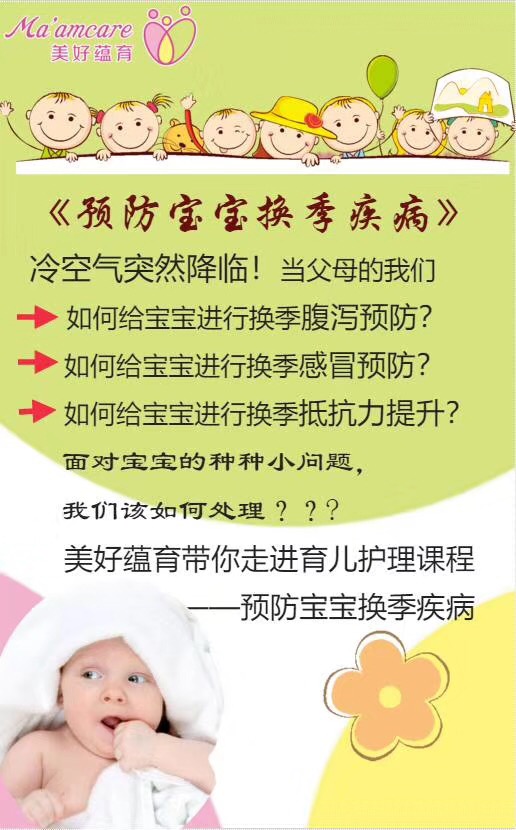 Ma'amcare
美好蕴育
《预防宝宝换季疾病》
冷空气突然降临！当父母的我们
如何给宝宝进行换季腹泻预防？
如何给宝宝进行换季感冒预防？
如何给宝宝进行换季抵抗力提升？
面对宝宝的种种小问题，
我们该如何处理？？？
美好蕴育带你走进育儿护理课程
——预防宝宝换季疾病